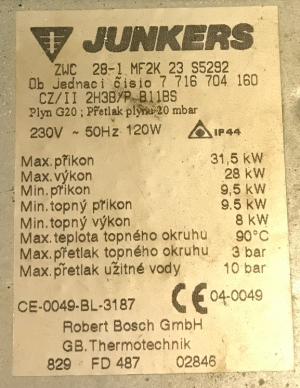 JUNKERS
ZWC 28-1 MF2K 23 S5292
Ob Jednaci čislo 7 716 704 160
CZ/II 2H3B/P B11BS
Plyn G20 ; Přetlak plynu 20 mbar
230V ~ 50Hz 120W IP44
Max.příkon 31,5 kW
Max.výkon 28 kW
Min.příkon 9,5 kW
Min.topný příkon 9.5 kW
Min.topný výkon 8 kW
Max.teplota topného okruhu 90°C
Max.přetlak topného okruhu 3 bar
Max.přetlak užitné vody 10 bar
CE-0049-BL-3187 CE 04-0049
Robert Bosch GmbH
GB.Thermotechnik
829 FD 487 02846